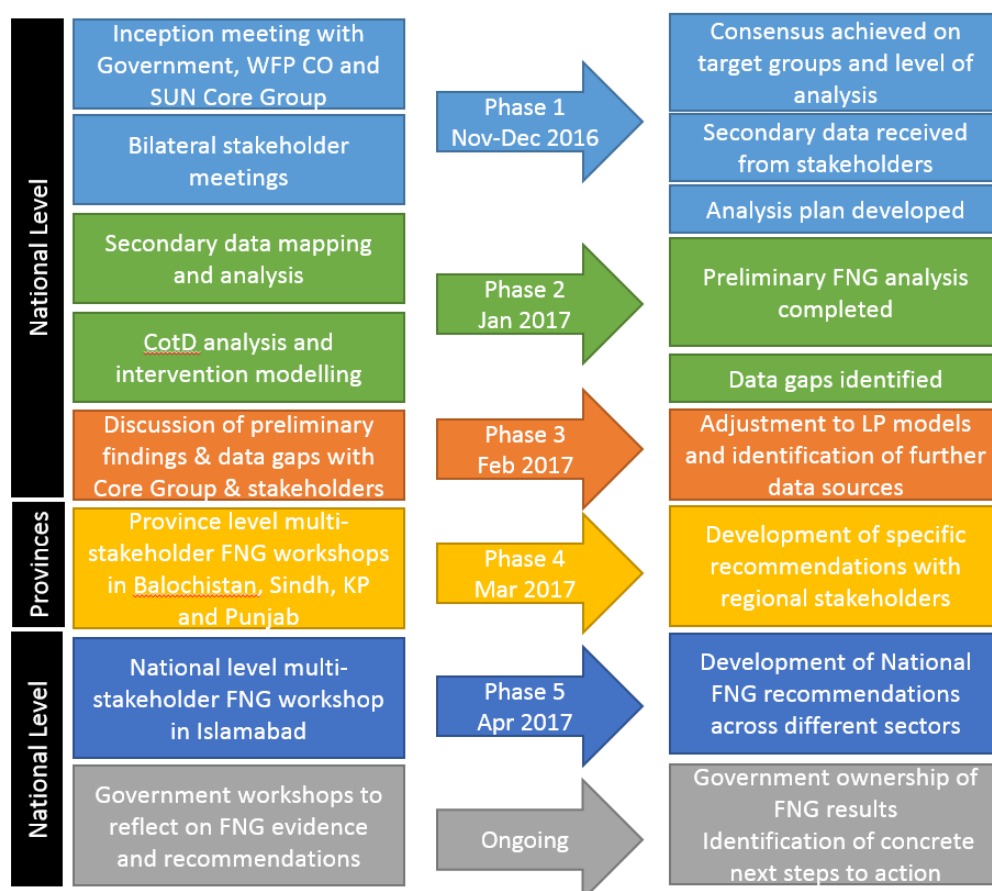 National Level
Inception meeting with
Government, WFP CO and
SUN Core Group
Bilateral stakeholder
meetings
Phase 1
Nov-Dec 2016
Consensus achieved on
target groups and level of
analysis
Secondary data received
from stakeholders
Analysis plan developed
Secondary data mapping
and analysis
CotD analysis and
intervention modelling
Phase 2
Jan 2017
Preliminary FNG analysis
completed
Data gaps identified
Discussion of preliminary
findings & data gaps with
Core Group & stakeholders
Phase 3
Feb 2017
Adjustment to LP models
and identification of further
data sources
Provinces
Province level multi-
stakeholder FNG workshops
in Balochistan, Sindh, KP
and Punjab
Phase 4
Mar 2017
Development of specific
recommendations with
regional stakeholders
National Level
National level multi-
stakeholder FNG workshop
in Islamabad
Phase 5
Apr 2017
Development of National
FNG recommendations
across different sectors
Government workshops to
reflect on FNG evidence
and recommendations
Ongoing
Government ownership of
FNG results
Identification of concrete
next steps to action